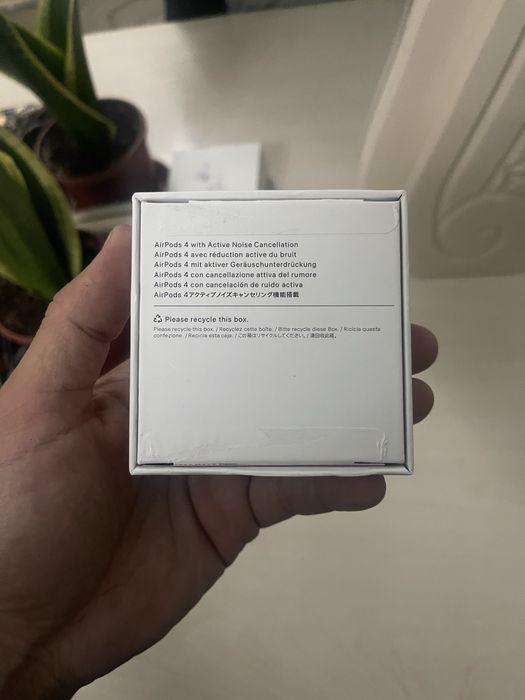 AirPods 4 with Active Noise Cancellation
AirPods 4 avec réduction active du bruit
AirPods 4 mit aktiver Geräuschunterdrückung
AirPods 4 con cancellazione attiva del rumore
AirPods 4 con cancelación de ruido activa
AirPods 4アクティブノイズキャンセリング機能搭載
Please recycle this box.
Please recycle this box. / Recyclez cette boîte. / Bitte recycle diese Box. / Ricicla questa
confezione. / Recicla esta caja. / この箱はリサイクルしてください。/ 請回收此箱。